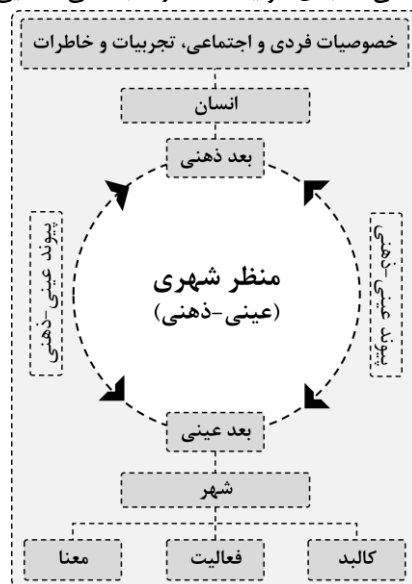 خصوصیات فردی و اجتماعی، تجربیات و خاطرات
انسان
بعد ذهنی
پیوند عینی-ذهنی
منظر شهری
(عینی-ذهنی)
پیوند عینی-ذهنی
بعد عینی
شهر
کالبد
فعالیت
معنا